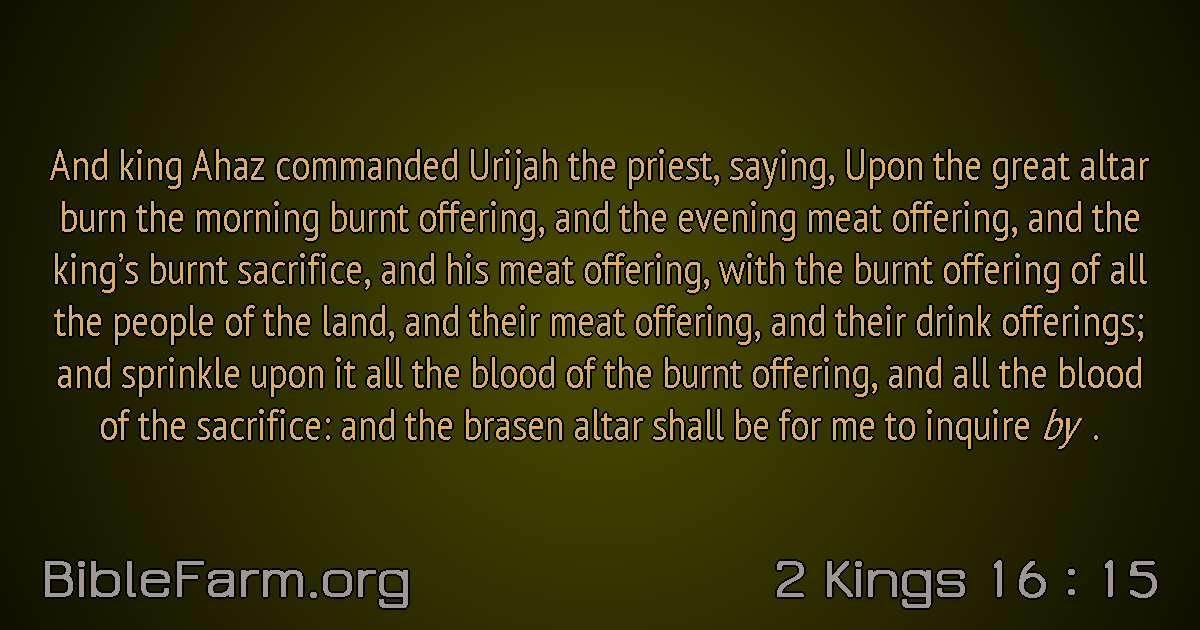 And king Ahaz commanded Urijah the priest, saying, Upon the great altar
burn the morning burnt offering, and the evening meat offering, and the
king’s burnt sacrifice, and his meat offering, with the burnt offering of all
the people of the land, and their meat offering, and their drink offerings;
and sprinkle upon it all the blood of the burnt offering, and all the blood
of the sacrifice: and the brasen altar shall be for me to inquire by .
BibleFarm.org
2 Kings 16 : 15